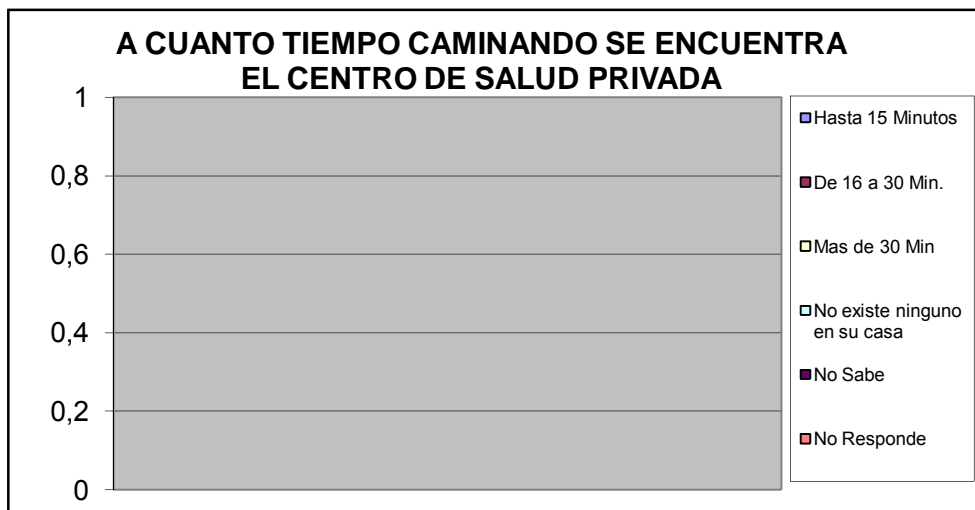 A CUANTO TIEMPO CAMINANDO SE ENCUENTRA
EL CENTRO DE SALUD PRIVADA
1
0,8
0,6
0,4
0,2
0
Hasta 15 Minutos
De 16 a 30 Min.
Mas de 30 Min
No existe ninguno
en su casa
No Sabe
No Responde